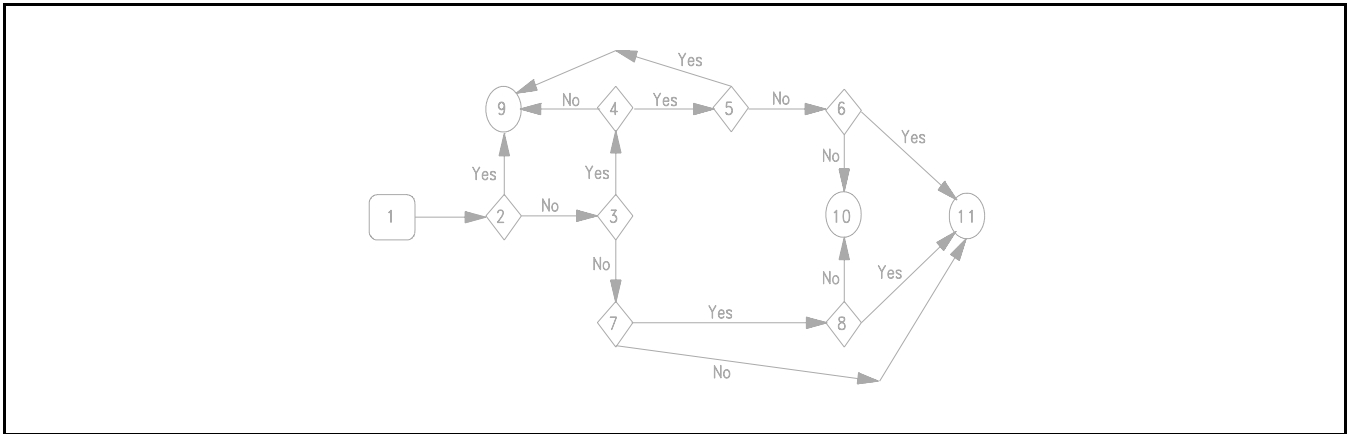 Yes
9 No 4 Yes 5 No 6
Yes
No
Yes Yes
1 2 No 3 10 11
No
No Yes
7 Yes 8
No